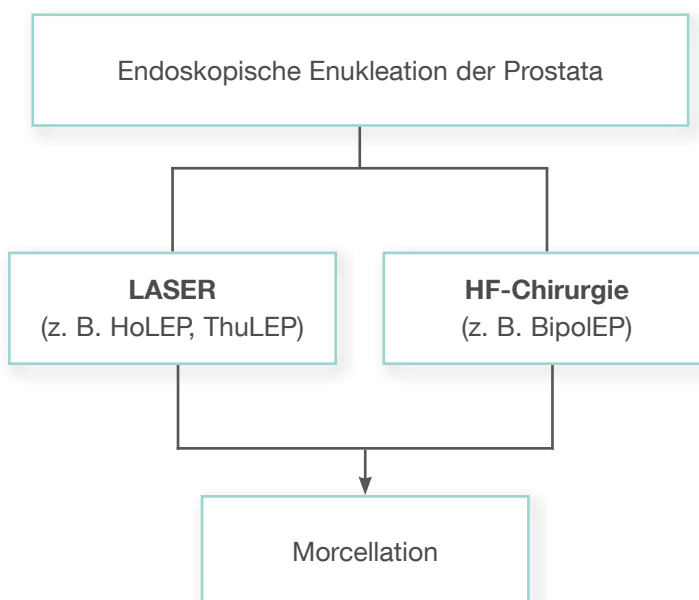 Endoskopische Enukleation der Prostata
LASER
(z. B. HoLEP, ThuLEP)
HF-Chirurgie
(z. B. BipolEP)
Morcellation